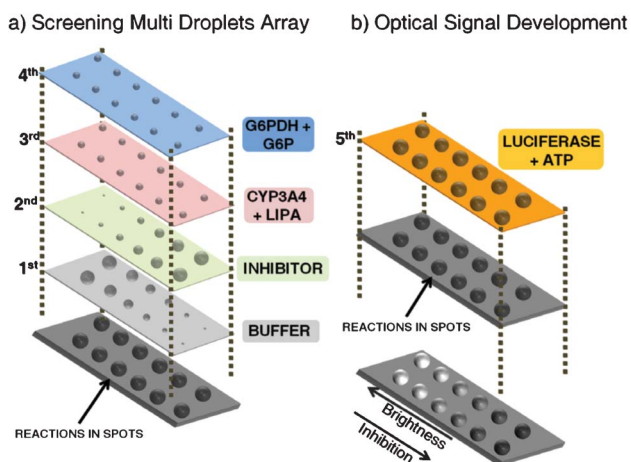 a) Screening Multi Droplets Array
4th
G6PDH +
G6P
3rd
CYP3A4
+ LIPA
2nd
INHIBITOR
1st
BUFFER
REACTIONS IN SPOTS
b) Optical Signal Development
5th
LUCIFERASE
+ ATP
REACTIONS IN SPOTS
Brightness
Inhibition